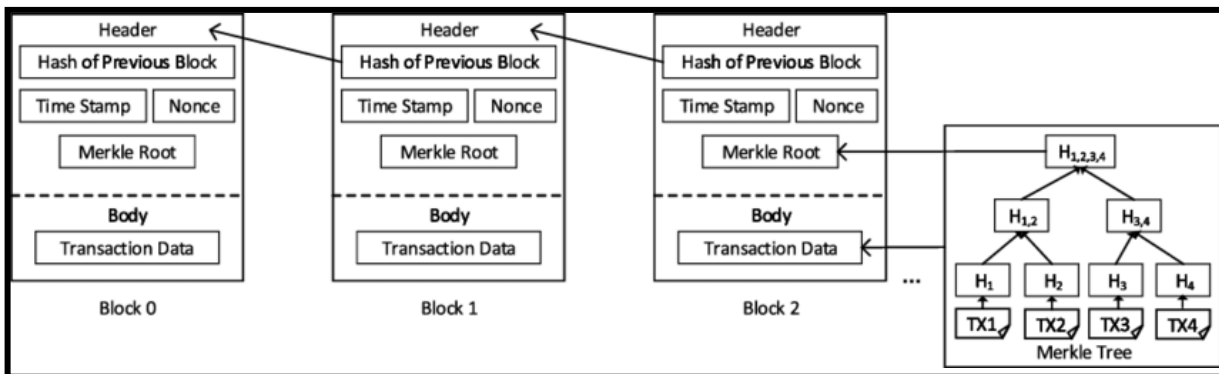 Header
Hash of Previous Block
Time Stamp
Nonce
Merkle Root
Body
Transaction Data
Block 0
Header
Hash of Previous Block
Time Stamp
Nonce
Merkle Root
Body
Transaction Data
Block 1
Header
Hash of Previous Block
Time Stamp
Nonce
Merkle Root
Body
Transaction Data
Block 2
...
H1,2,3,4
H1,2
H3,4
H1
H2
H3
H4
TX1
TX2
TX3
TX4
Merkle Tree